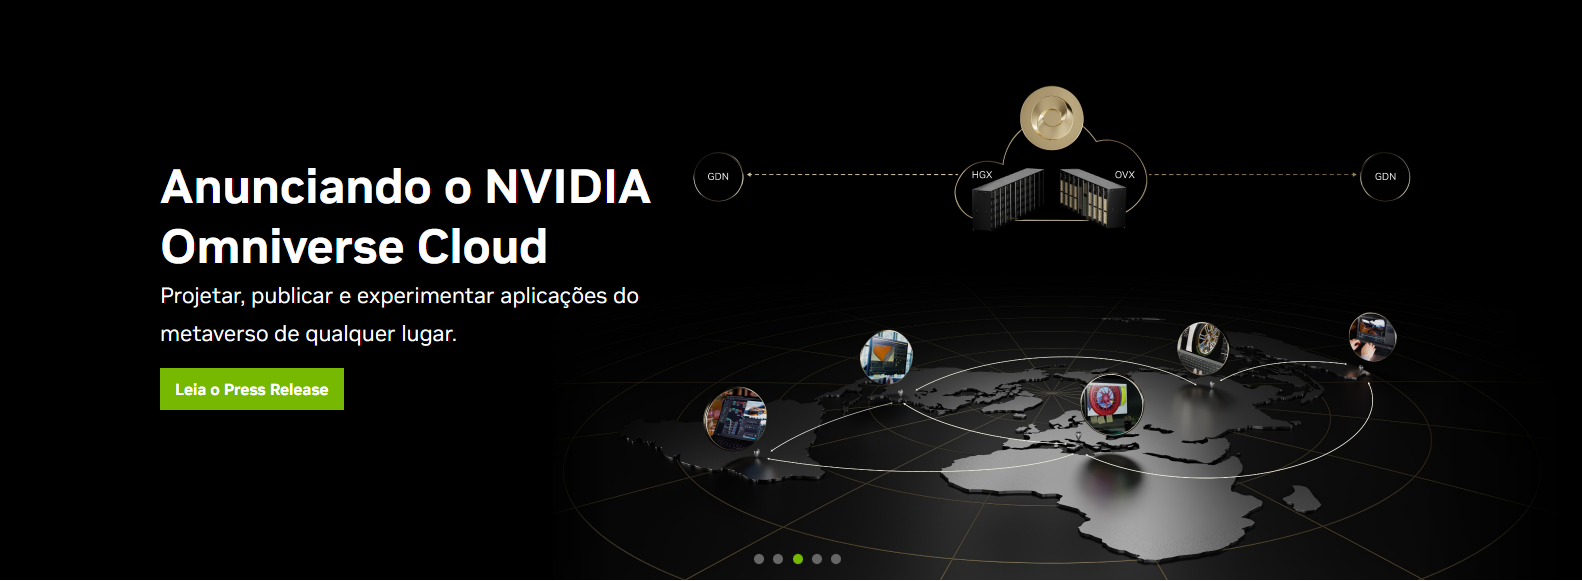 Anunciando o NVIDIA
Omniverse Cloud
Projetar, publicar e experimentar aplicações do
metaverso de qualquer lugar.
Leia o Press Release
GDN
HGX
OVX
GDN